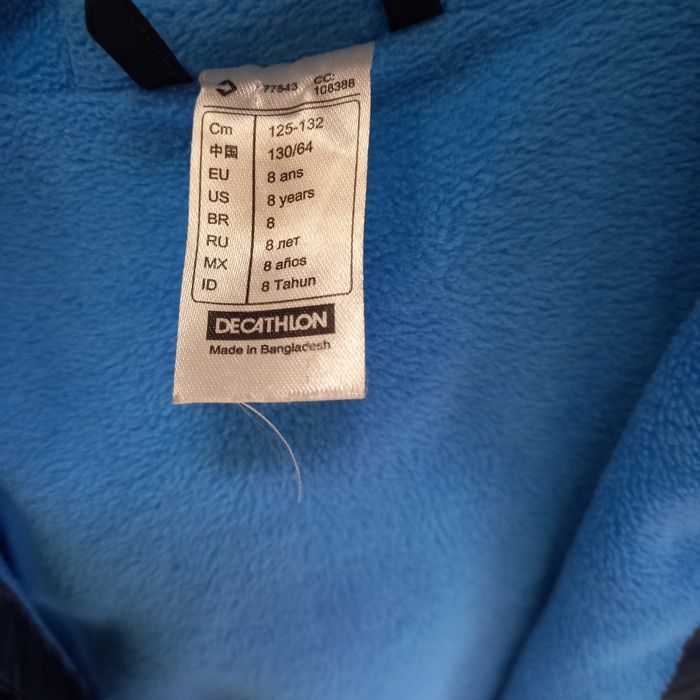 77543 CC:
108388
Cm 125-132
中国 130/64
EU 8 ans
US 8 years
BR 8
RU 8 лет
MX 8 años
ID 8 Tahun
DECATHLON
Made in Bangladesh